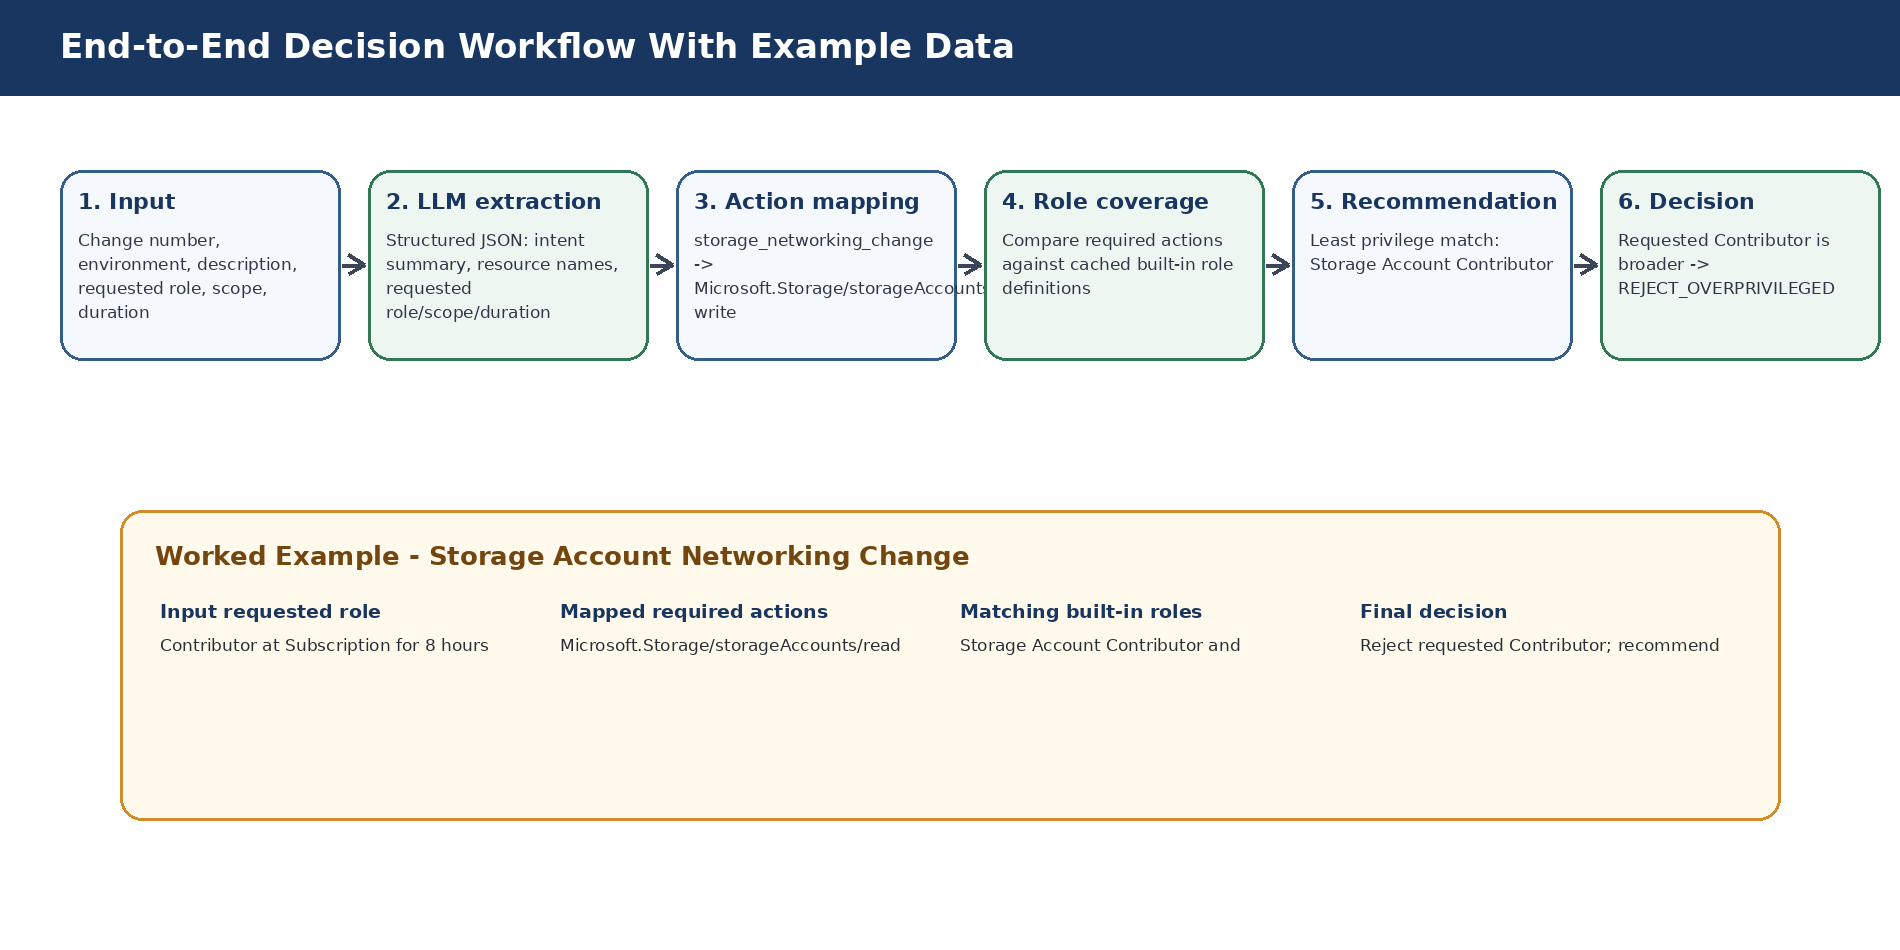 End-to-End Decision Workflow With Example Data
1. Input
Change number,
environment, description,
requested role, scope,
duration
2. LLM extraction
Structured JSON: intent
summary, resource names,
requested
role/scope/duration
3. Action mapping
storage_networking_change
->
Microsoft.Storage/storageAccounts
write
4. Role coverage
Compare required actions
against cached built-in role
definitions
5. Recommendation
Least privilege match:
Storage Account Contributor
6. Decision
Requested Contributor is
broader ->
REJECT_OVERPRIVILEGED
Worked Example - Storage Account Networking Change
Input requested role
Contributor at Subscription for 8 hours
Mapped required actions
Microsoft.Storage/storageAccounts/read
Matching built-in roles
Storage Account Contributor and
Final decision
Reject requested Contributor; recommend